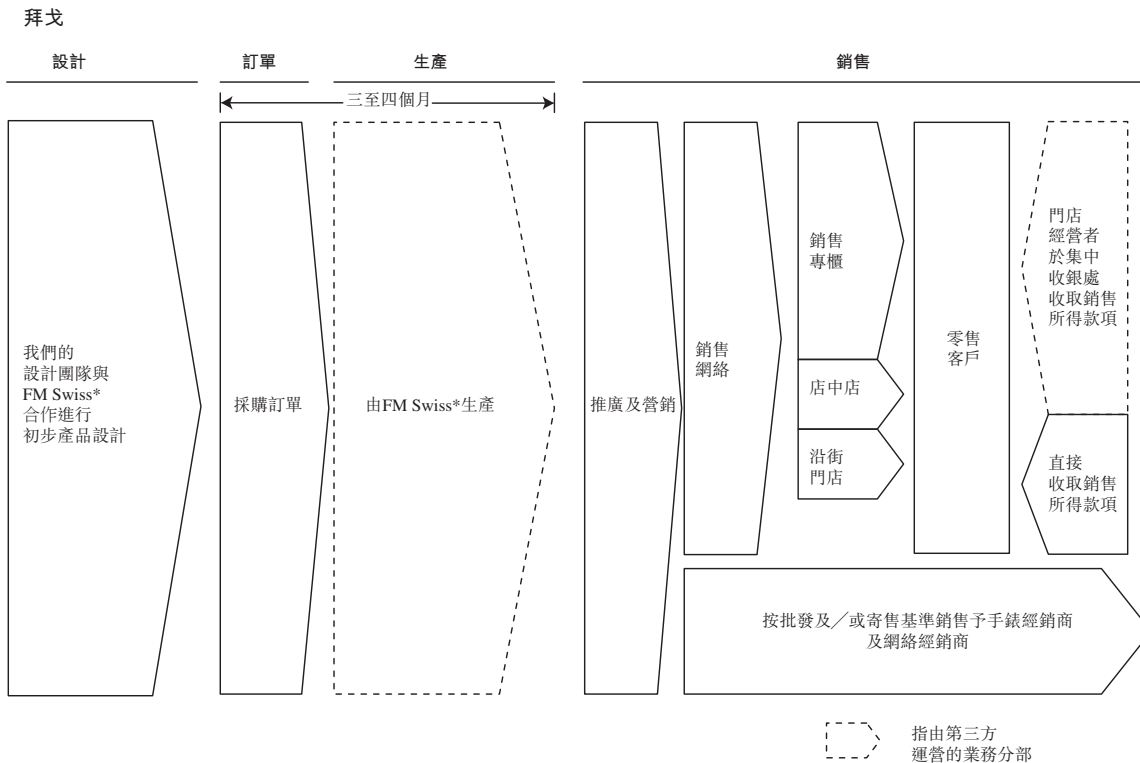 拜戈
設計
訂單
生產
銷售
三至四個月
我們的
設計團隊與
FM Swiss*
合作進行
初步產品設計
採購訂單
由FM Swiss*生產
推廣及營銷
銷售
網絡
銷售
專櫃
店中店
沿街
門店
零售
客戶
門店
經營者
於集中
收銀處
收取銷售
所得款項
直接
收取銷售
所得款項
按批發及／或寄售基準銷售予手錶經銷商
及網絡經銷商
指由第三方
運營的業務分部